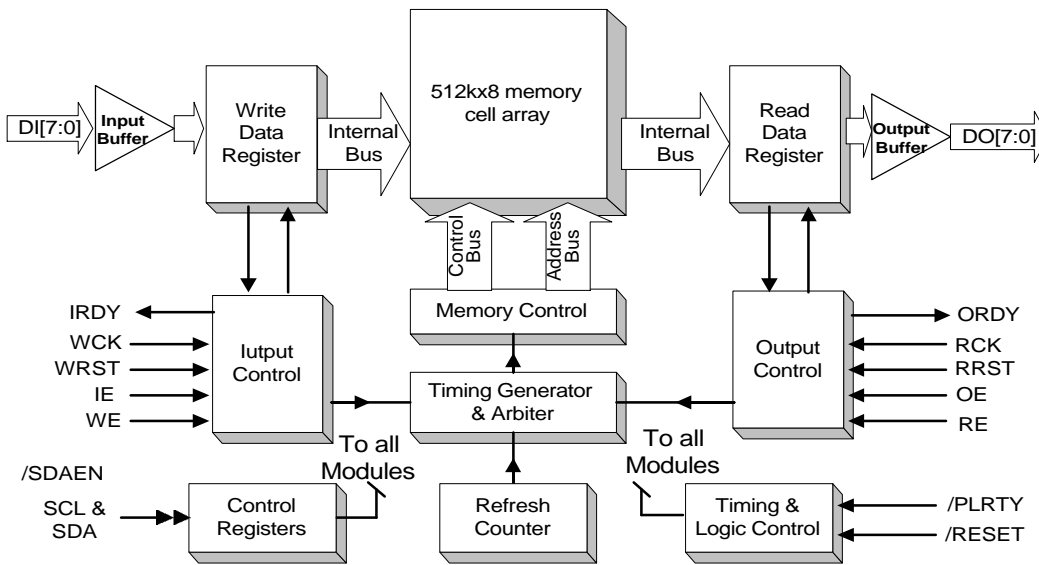 DI[7:0]
Input
Buffer
Write
Data
Register
Internal
Bus
512kx8 memory
cell array
Internal
Bus
Read
Data
Register
Output
Buffer
DO[7:0]
Control
Bus
Address
Bus
IRDY
WCK
WRST
IE
WE
Iutput
Control
Memory Control
Timing Generator
& Arbiter
Output
Control
ORDY
RCK
RRST
OE
RE
/SDAEN
SCL &
SDA
Control
Registers
To all
Modules
Refresh
Counter
To all
Modules
Timing &
Logic Control
/PLRTY
/RESET